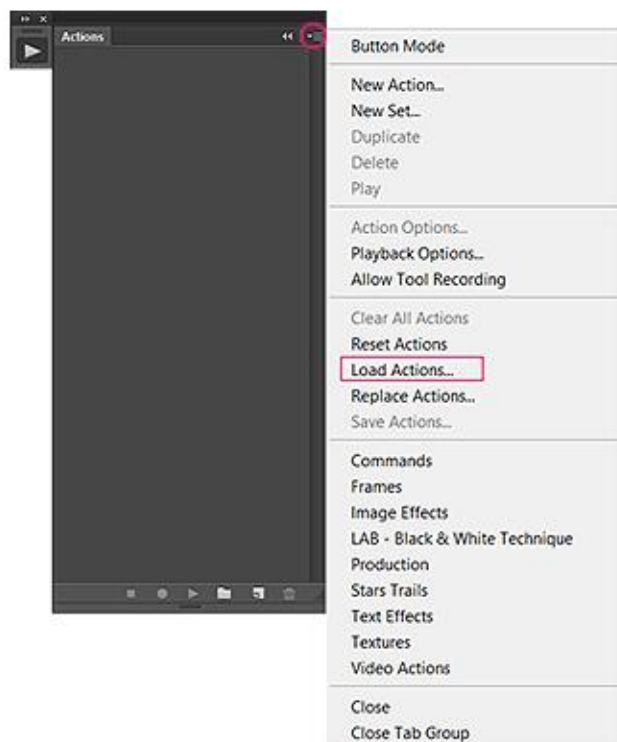 Actions
Button Mode
New Action...
New Set...
Duplicate
Delete
Play
Action Options...
Playback Options...
Allow Tool Recording
Clear All Actions
Reset Actions
Load Actions...
Replace Actions...
Save Actions...
Commands
Frames
Image Effects
LAB - Black & White Technique
Production
Stars Trails
Text Effects
Textures
Video Actions
Close
Close Tab Group